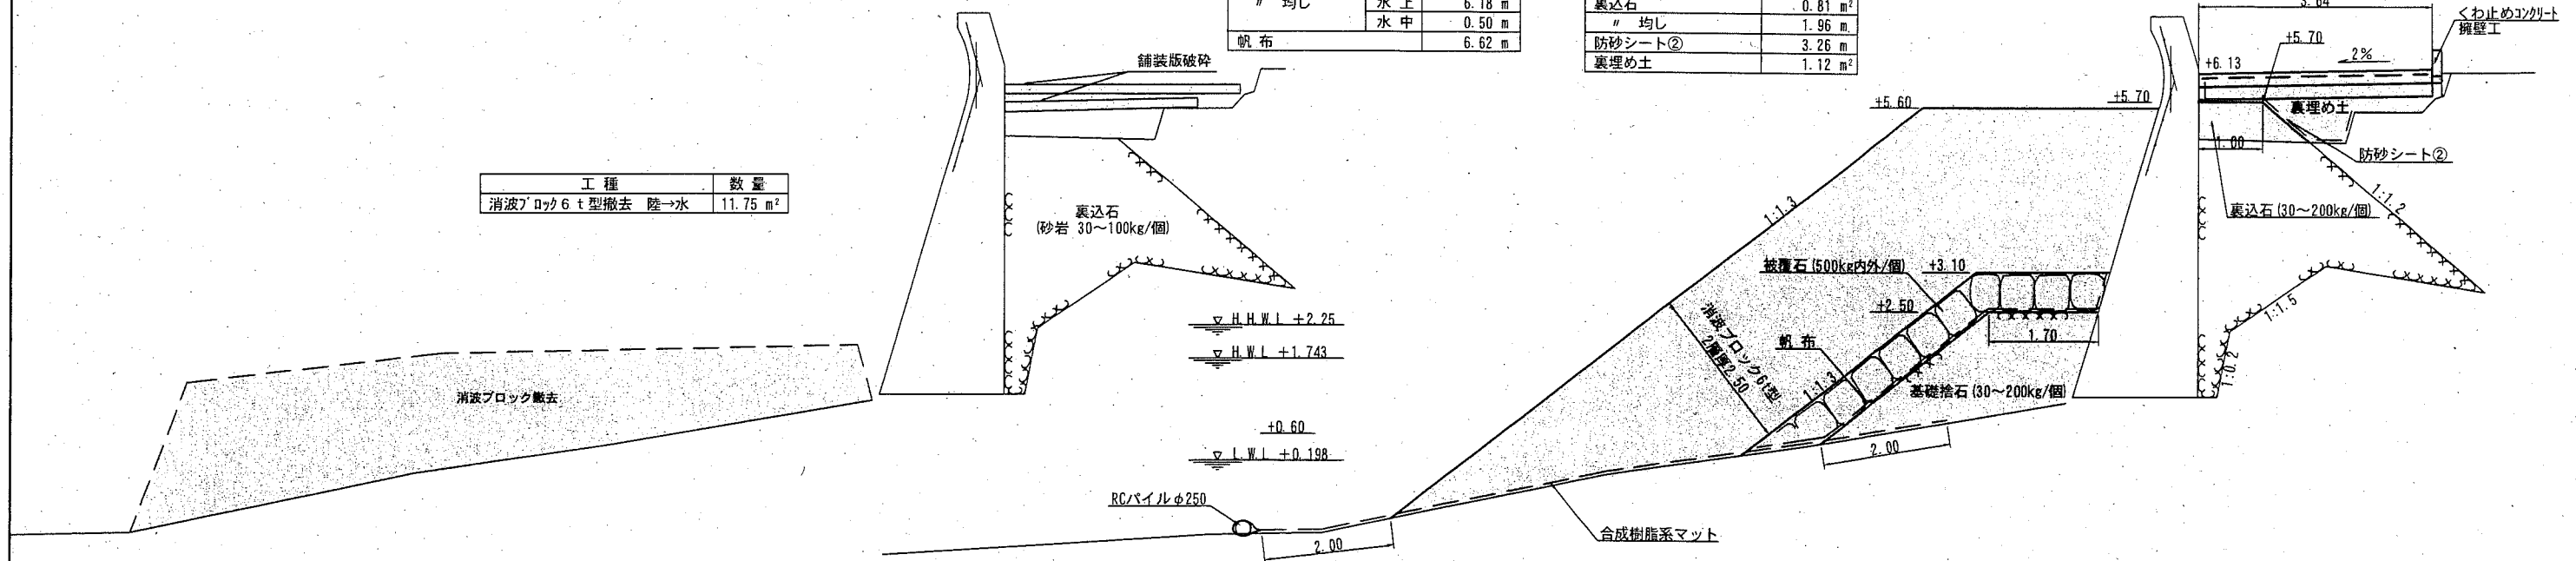 〃 均し 水 上 6.18 m
水 中 0.50 m
帆 布 6.62 m
裏込石 0.81 m²
〃 均し 1.96 m
防砂シート② 3.26 m
裏埋め土 1.12 m²
工 種 数 量
消波ブロック6 t 型撤去 陸→水 11.75 m²
舗装版破砕
裏込石
(砂岩 30～100kg/個)
消波ブロック撤去
H.H.W.L +2.25
H.W.L +1.743
+0.60
L.W.L +0.198
RCパイルφ250
2.00
合成樹脂系マット
+5.60
+5.70
1:1.3
消波ブロック6t型
2層厚2.50
被覆石(500kg内外/個)
+3.10
+2.50
帆 布
1:1.3
1.70
基礎捨石(30～200kg/個)
2.00
くわ止めコンクリート
擁壁工
+5.70
+6.13
2%
裏埋め土
1.00
防砂シート②
裏込石(30～200kg/個)
1:1.2
1:1.5
1:0.2